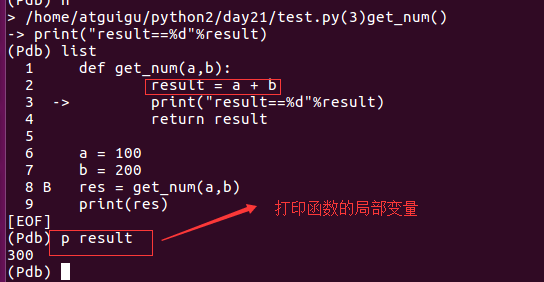 (Pdb) n
> /home/atguigu/python2/day21/test.py(3)get_num()
-> print("result==%d"%result)
(Pdb) list
1 def get_num(a,b):
2 result = a + b
3 -> print("result==%d"%result)
4 return result
5
6 a = 100
7 b = 200
8 B res = get_num(a,b)
9 print(res)
[EOF]
打印函数的局部变量
(Pdb) p result
300
(Pdb)